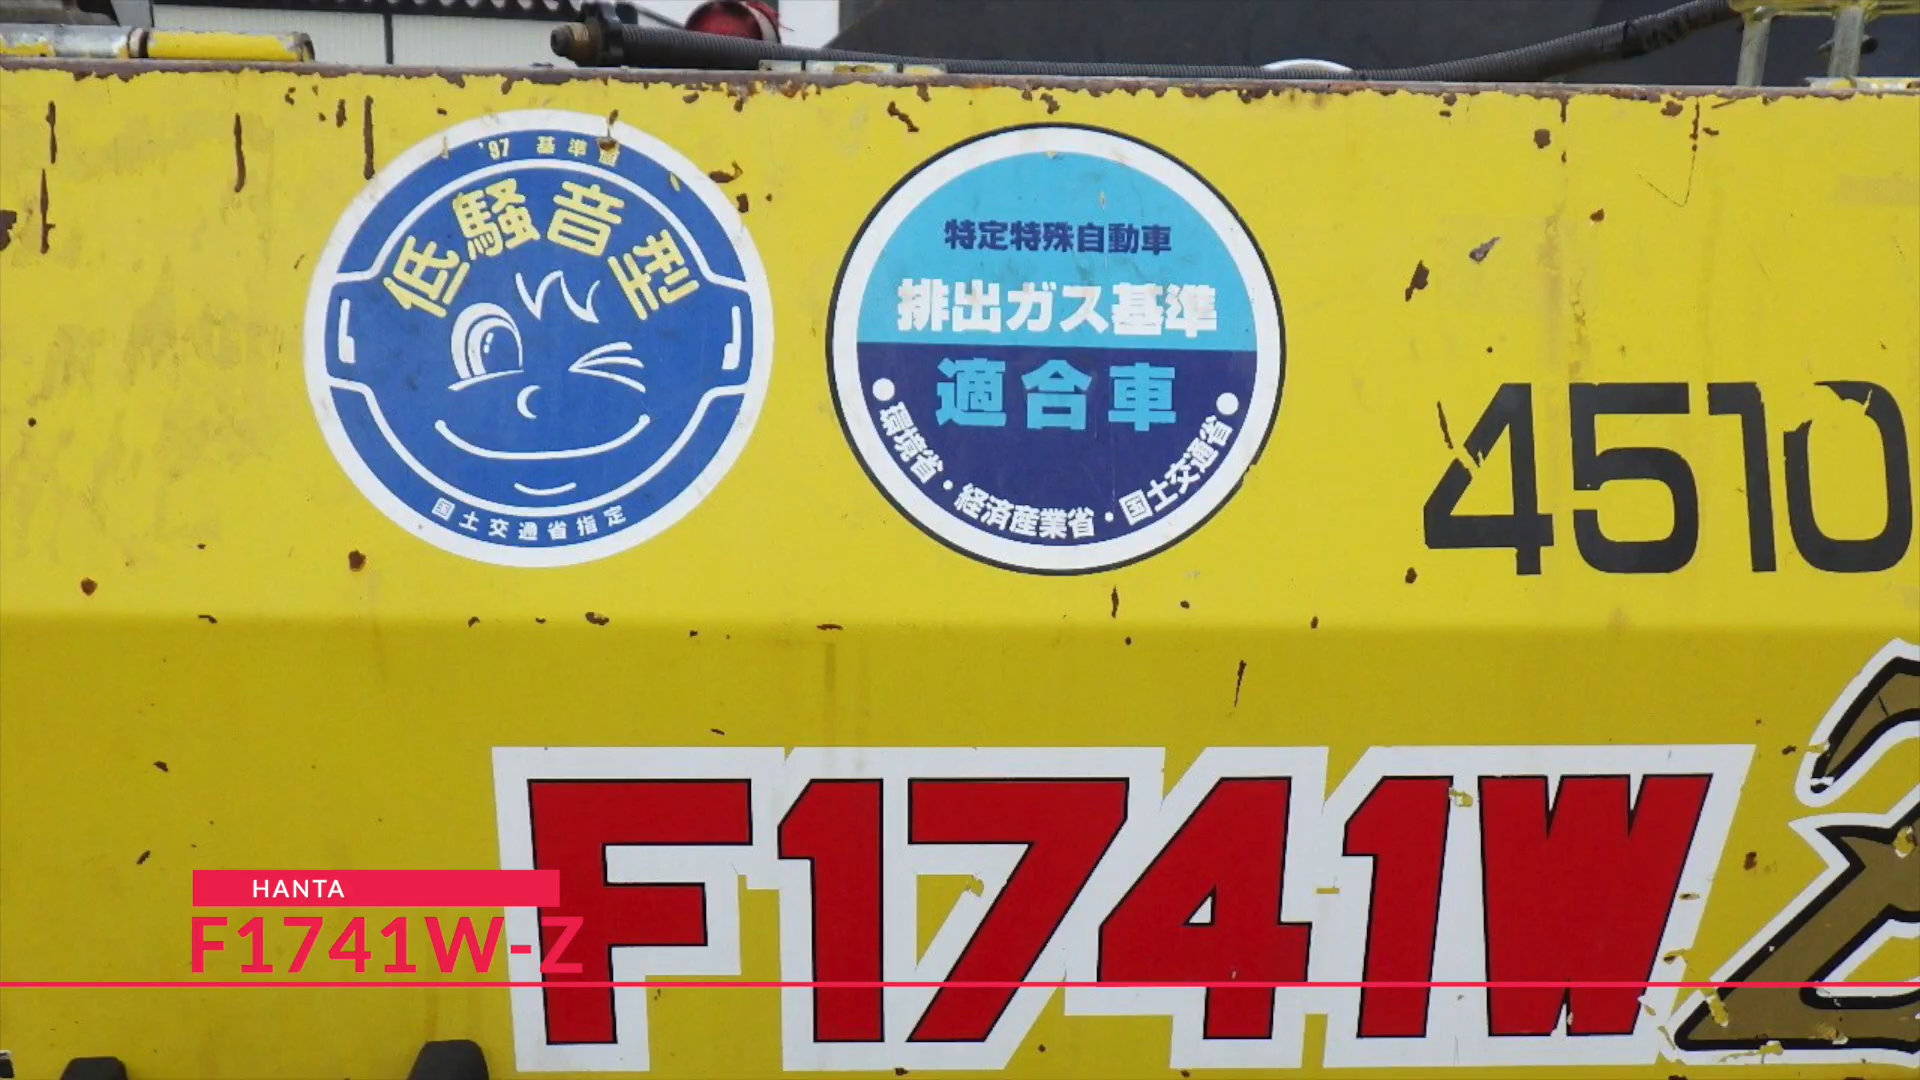 '97 基準値
低騒音型
国土交通省指定
特定特殊自動車
排出ガス基準
適合車
●環境省・経済産業省・国土交通省●
4510
F1741W
HANTA
F1741W-Z